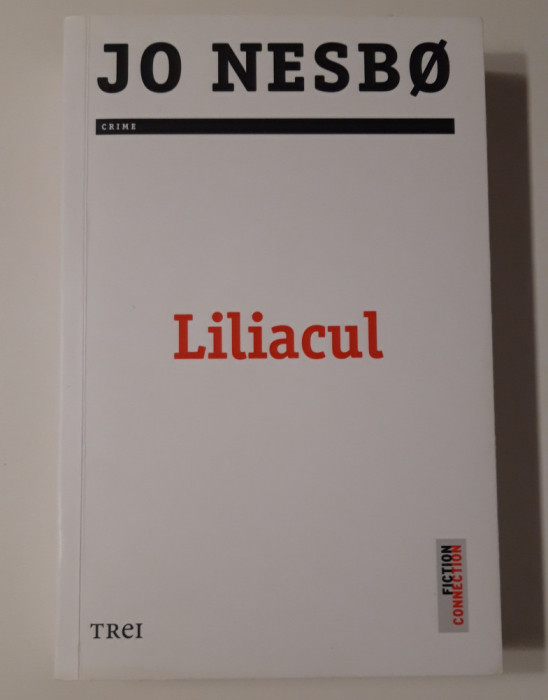 JO NESBØ
CRIME
Liliacul
FICTION
CONNECTION
TREI